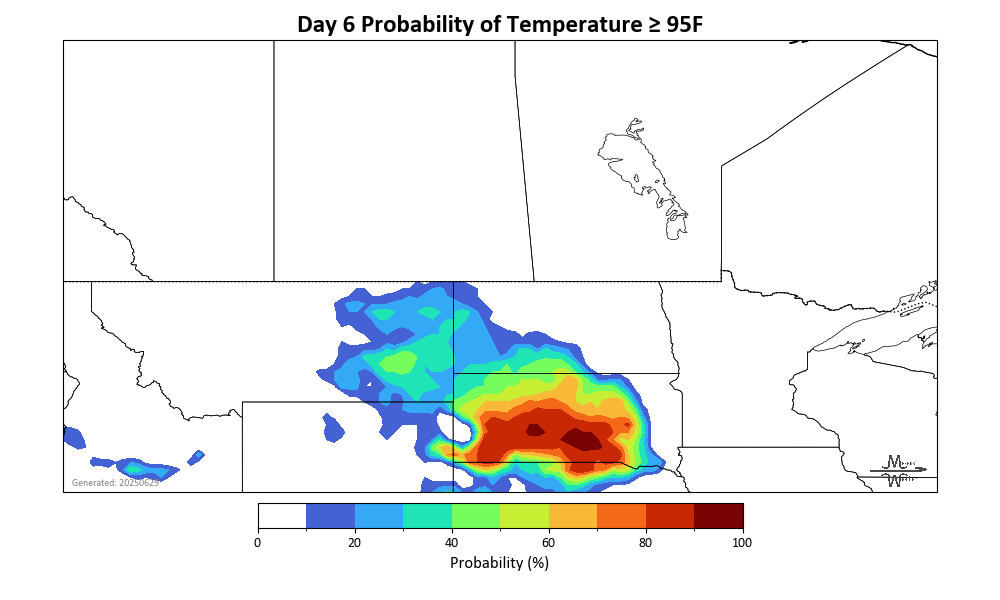 Day 6 Probability of Temperature ≥ 95F
Generated: 20250629
M
W
0 20 40 60 80 100
Probability (%)